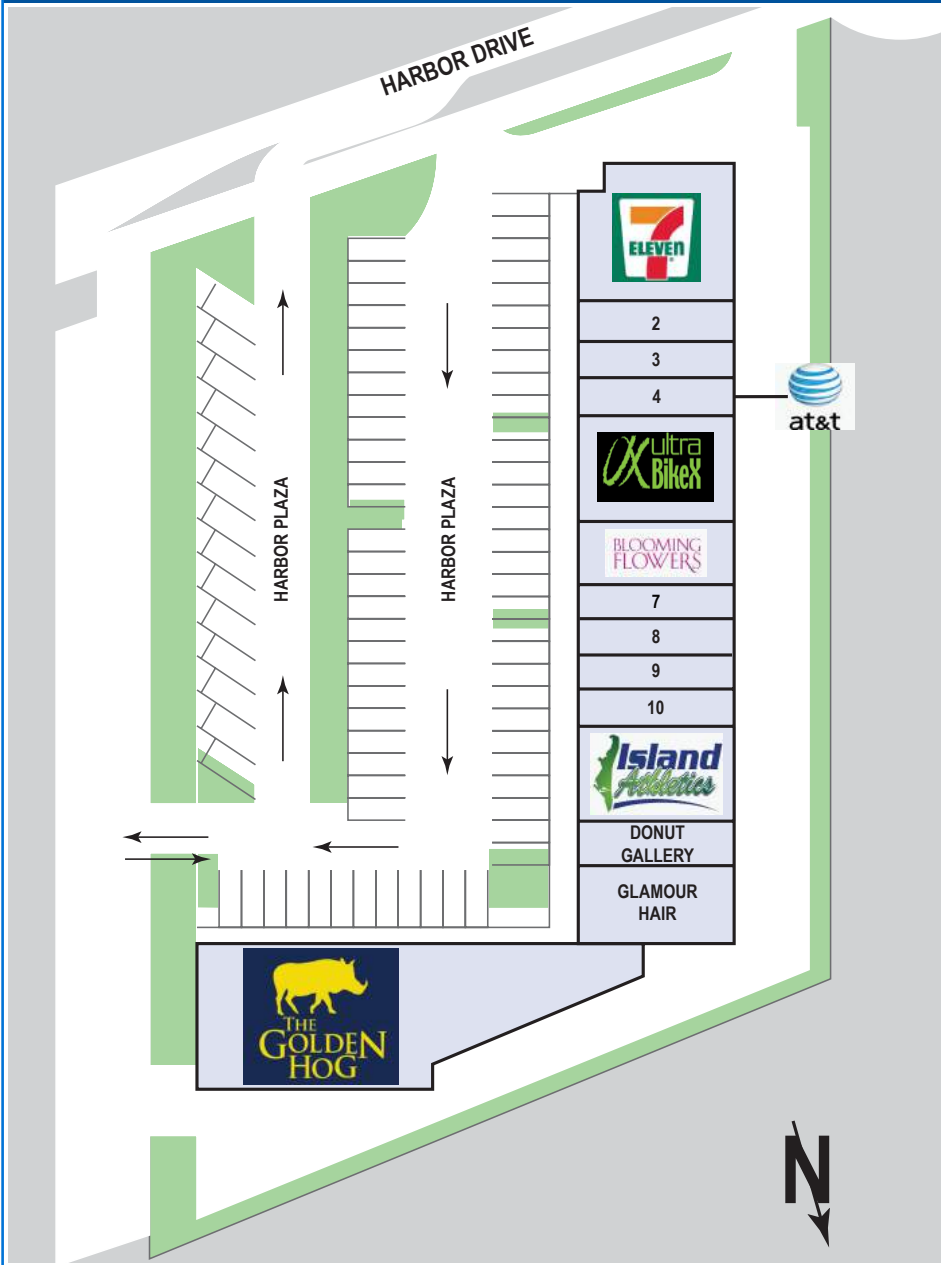 HARBOR DRIVE
7
ELEVEN
2
3
4
at&t
ultra
BikeX
BLOOMING
FLOWERS
HARBOR PLAZA
HARBOR PLAZA
7
8
9
10
Island
Athletics
DONUT
GALLERY
GLAMOUR
HAIR
THE
GOLDEN
HOG
N